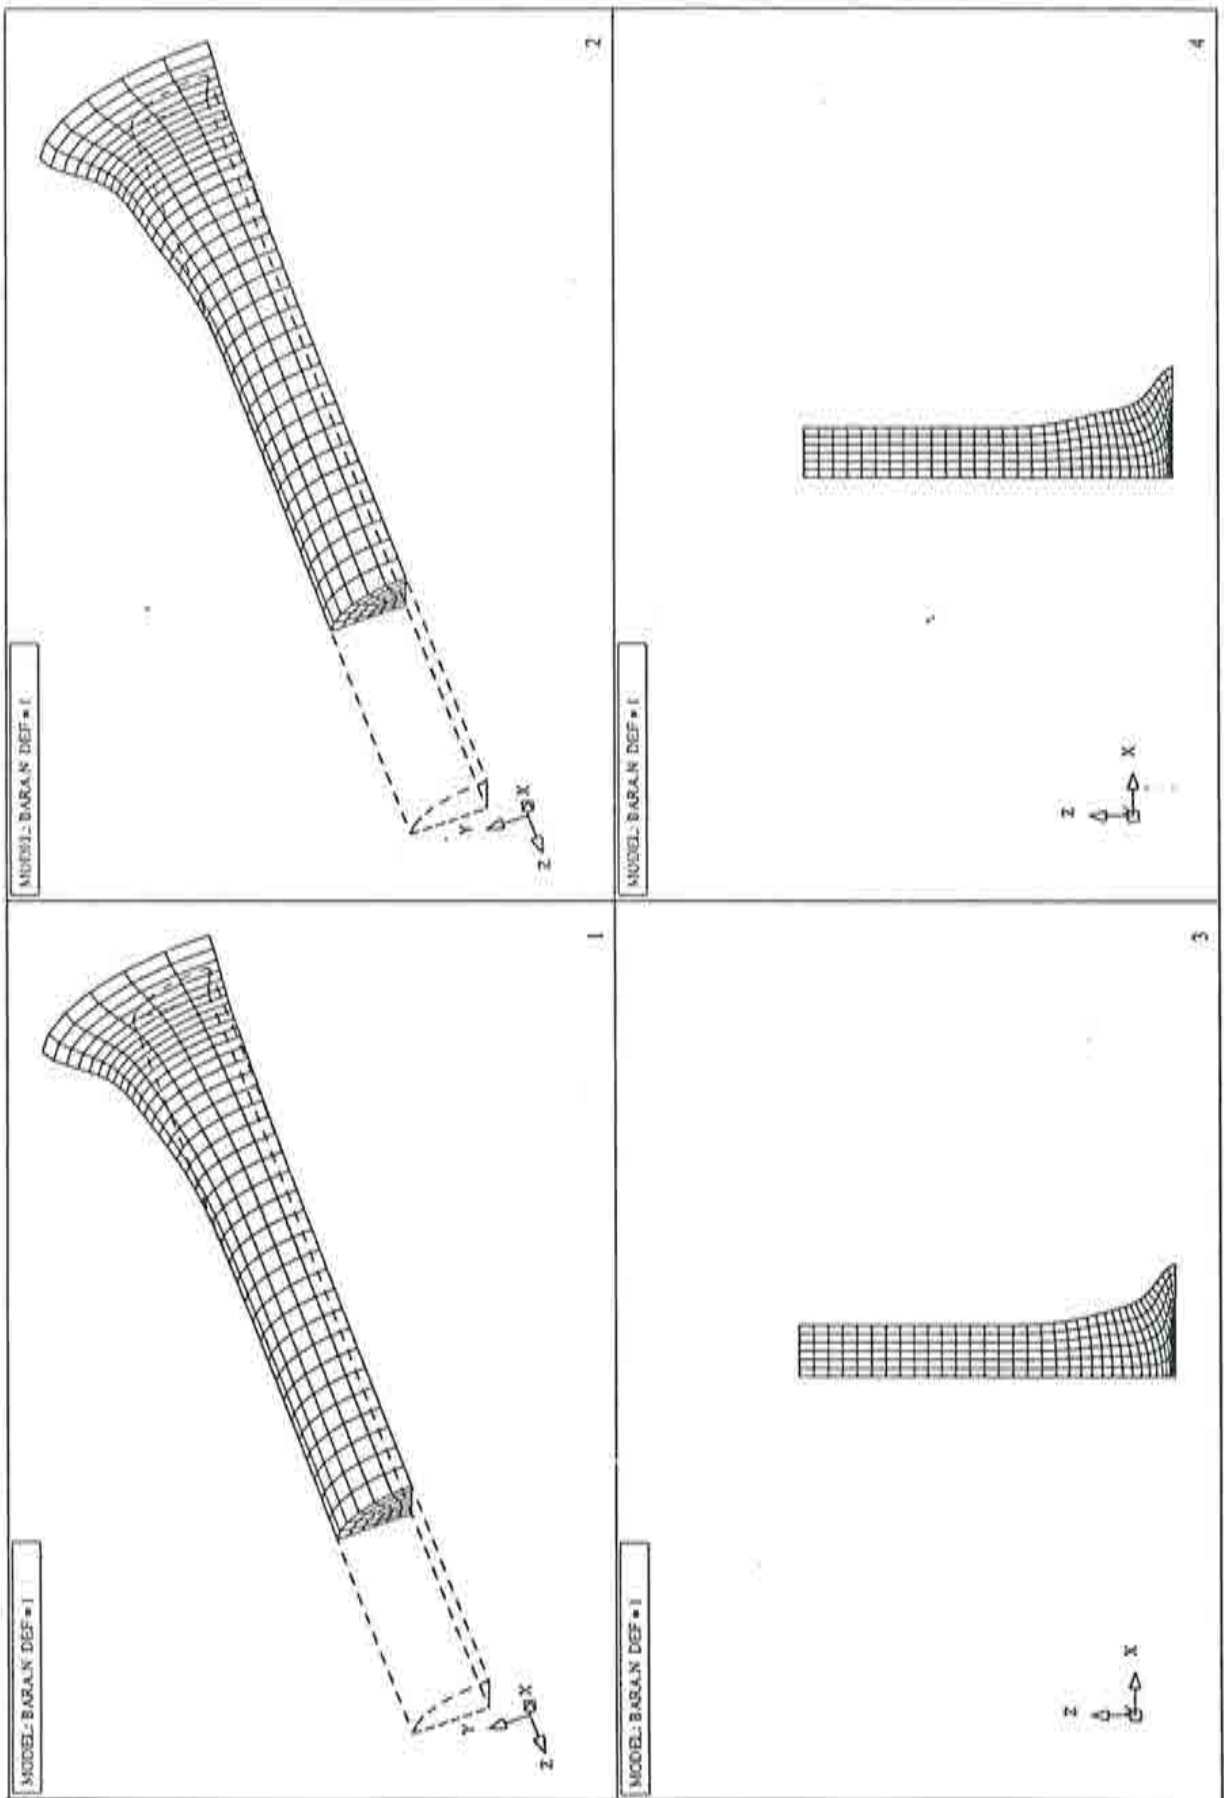 MODEL: BARAN DEF = 1
Y
X
Z
1
MODEL: BARAN DEF = 1
Y
X
Z
2
MODEL: BARAN DEF = 1
Z
X
3
MODEL: BARAN DEF = 1
Z
X
4